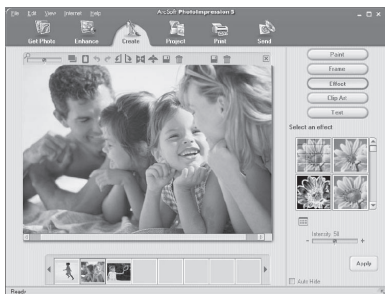 File Edit View Internet Help
ArcSoft PhotoImpression 5
Get Photo Enhance Create Project Print Send
Paint
Frame
Effect
Clip Art
Text
Select an effect
Intensity 50
- +
Apply
Auto Hide
Ready